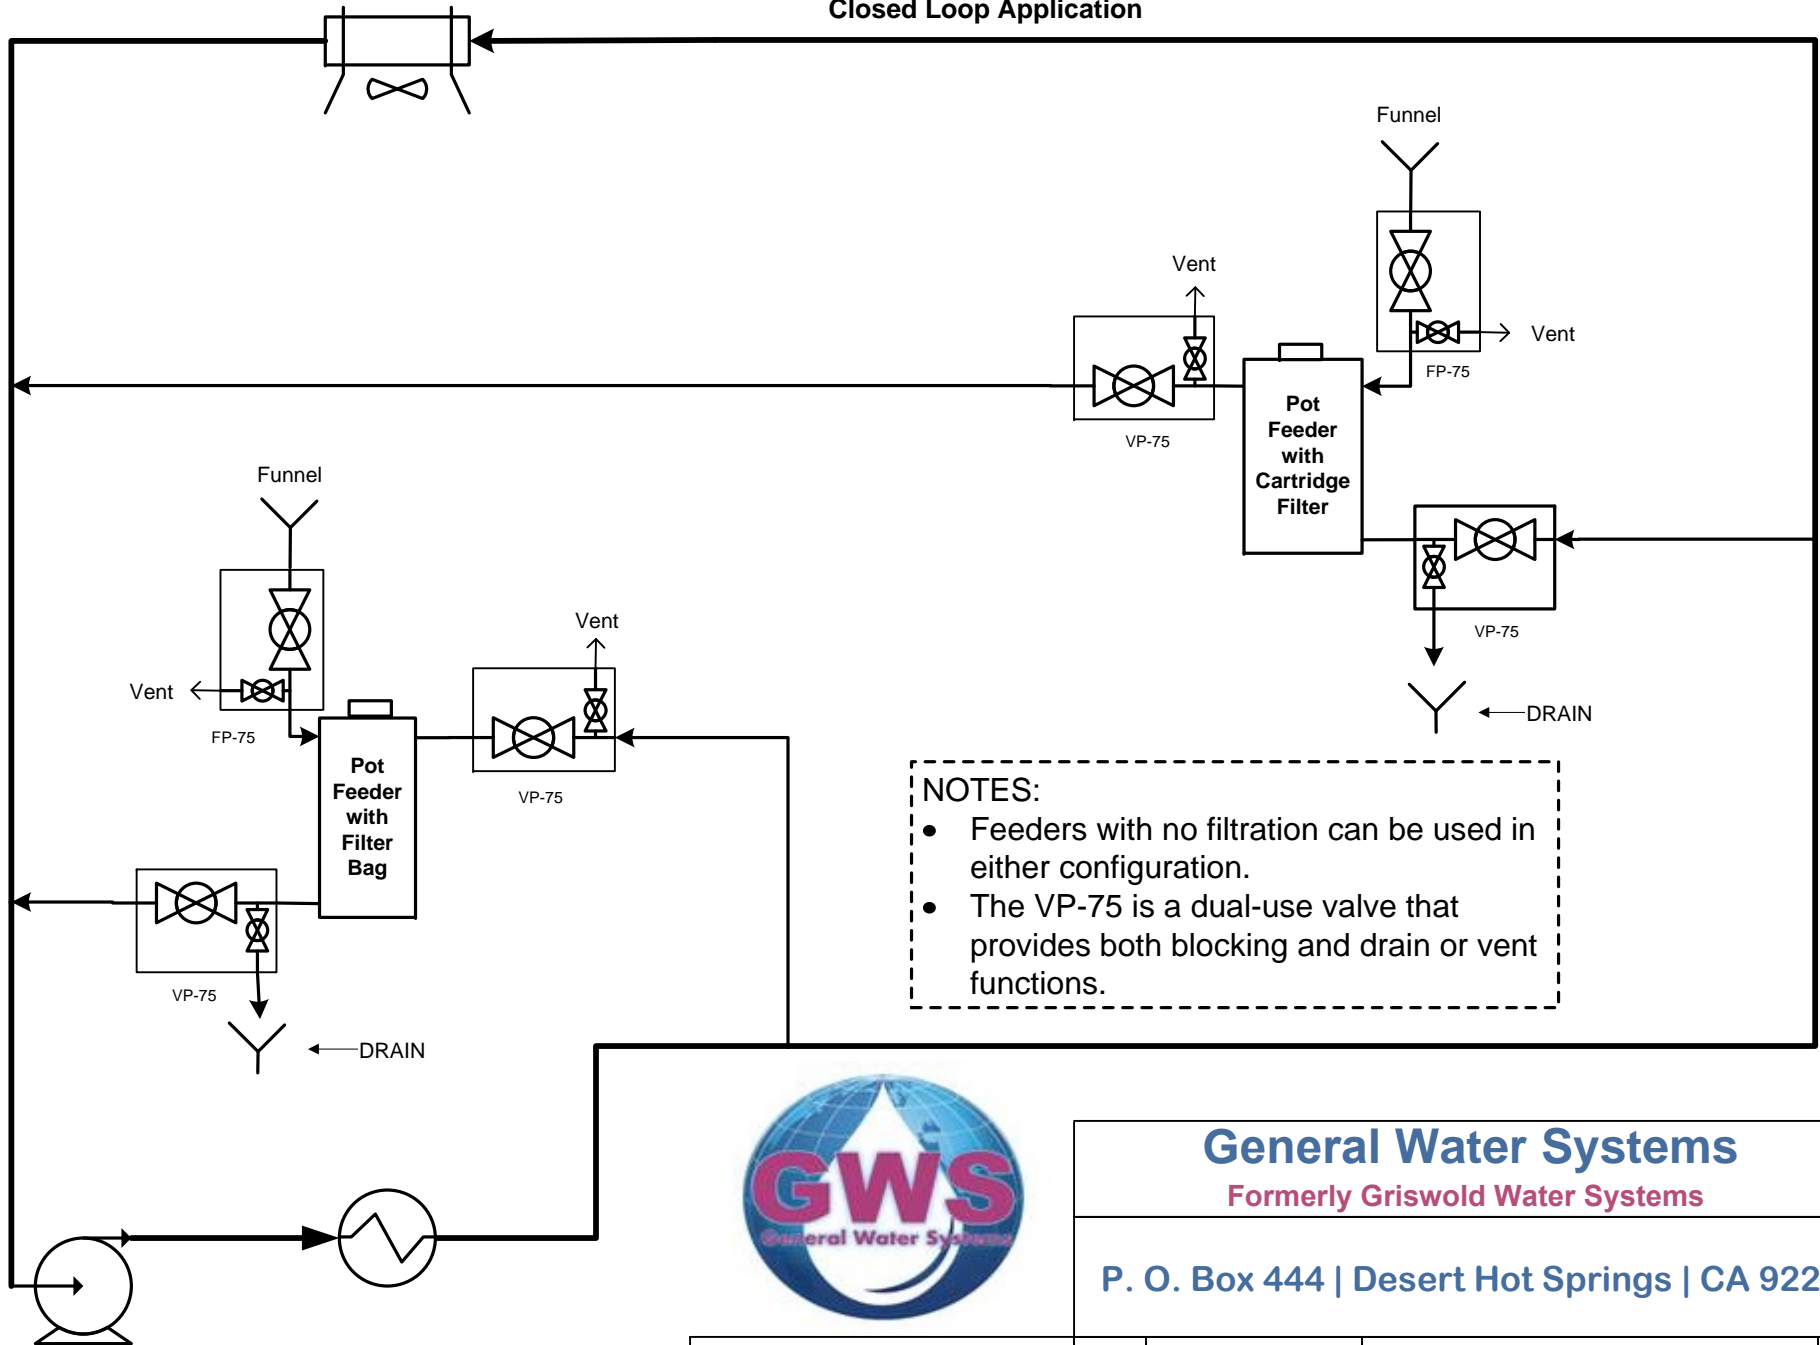 Closed Loop Application
Funnel
Vent
Vent
FP-75
VP-75
Pot
Feeder
with
Cartridge
Filter
VP-75
DRAIN
Funnel
Vent
Vent
FP-75
VP-75
Pot
Feeder
with
Filter
Bag
VP-75
DRAIN
NOTES:
• Feeders with no filtration can be used in
either configuration.
• The VP-75 is a dual-use valve that
provides both blocking and drain or vent
functions.
GWS
General Water Systems
General Water Systems
Formerly Griswold Water Systems
P. O. Box 444 | Desert Hot Springs | CA 922